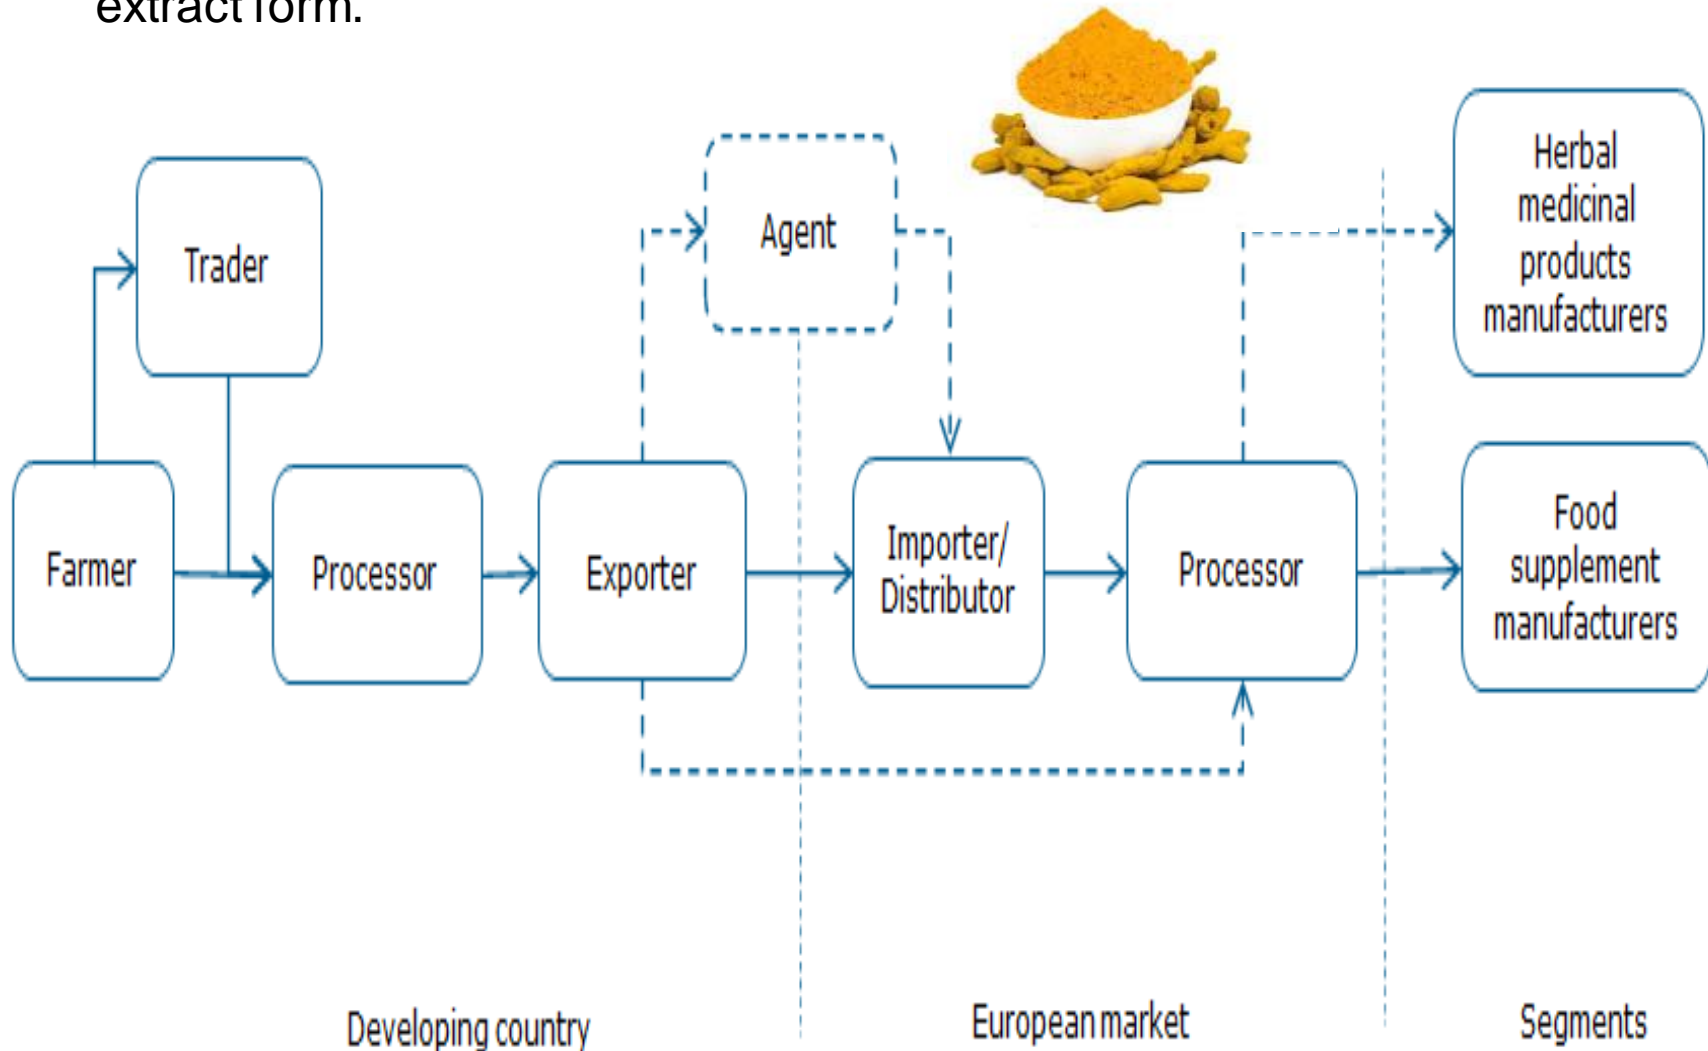 extract form.
Trader
Agent
Herbal
medicinal
products
manufacturers
Farmer
Processor
Exporter
Importer/
Distributor
Processor
Food
supplement
manufacturers
Developing country
European market
Segments